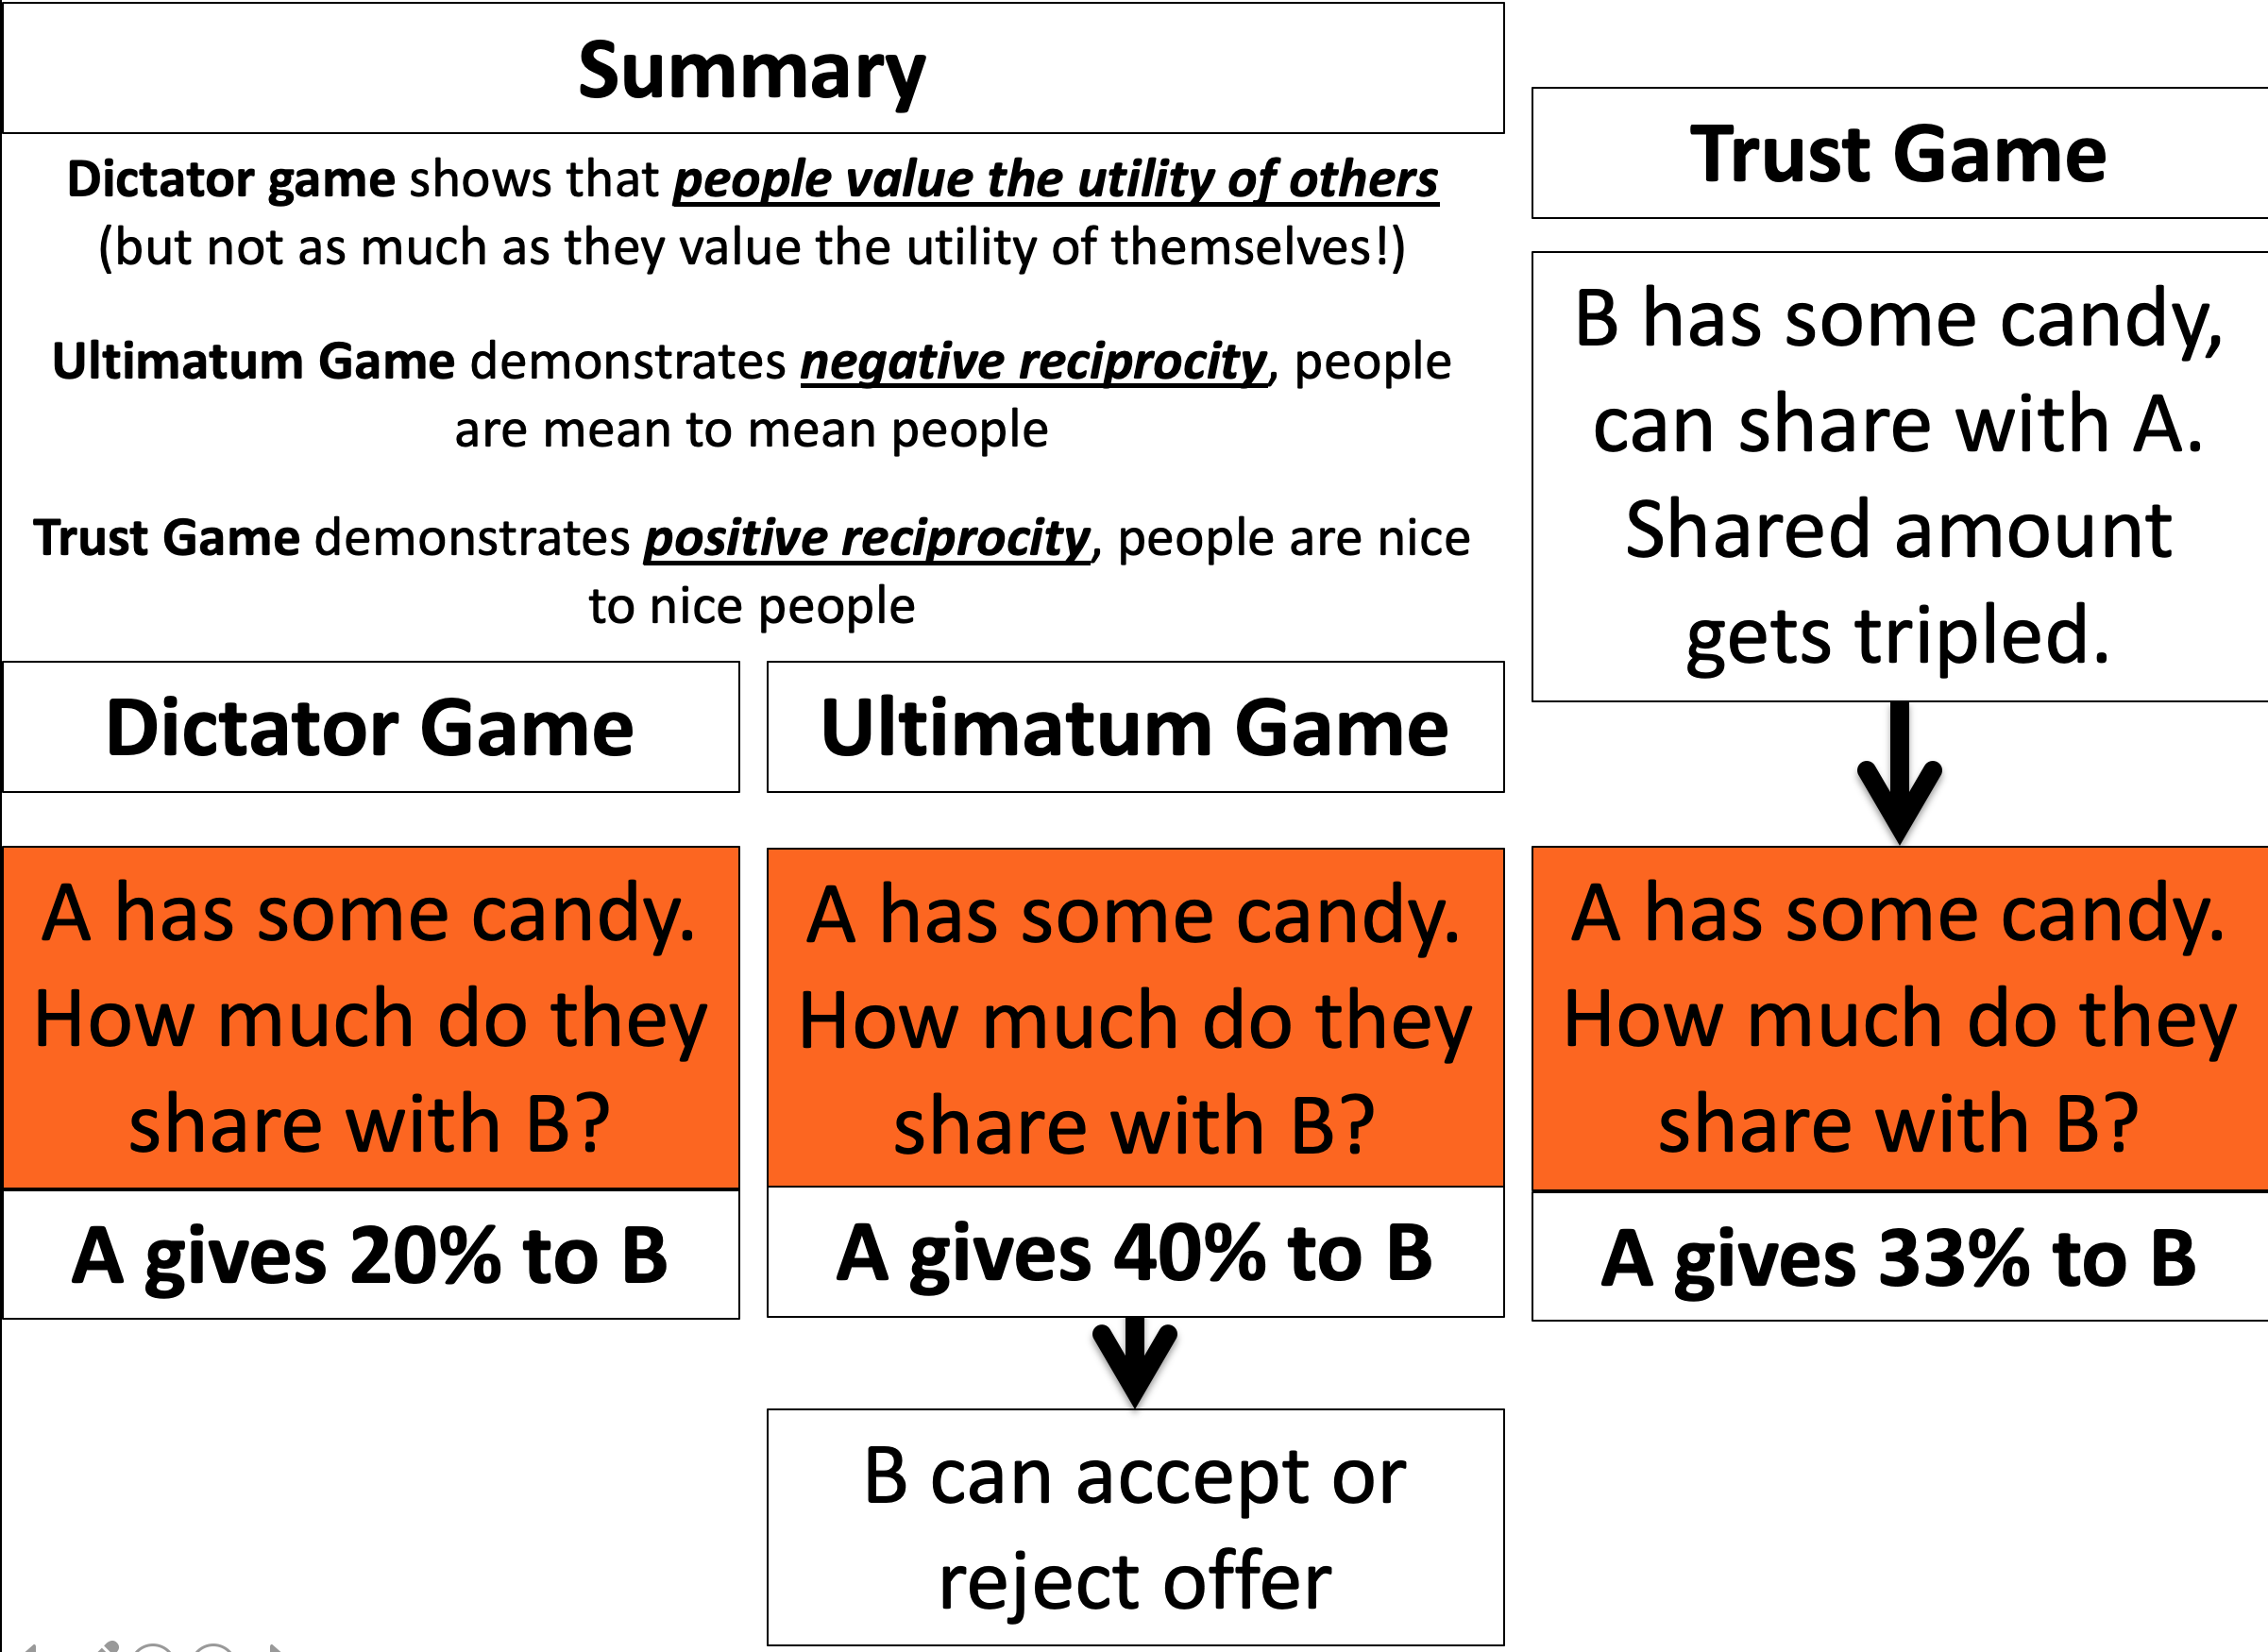 Summary
Dictator game shows that people value the utility of others
(but not as much as they value the utility of themselves!)
Ultimatum Game demonstrates negative reciprocity, people
are mean to mean people
Trust Game demonstrates positive reciprocity, people are nice
to nice people
Dictator Game
A has some candy.
How much do they
share with B?
A gives 20% to B
Ultimatum Game
A has some candy.
How much do they
share with B?
A gives 40% to B
B can accept or
reject offer
Trust Game
B has some candy,
can share with A.
Shared amount
gets tripled.
A has some candy.
How much do they
share with B?
A gives 33% to B